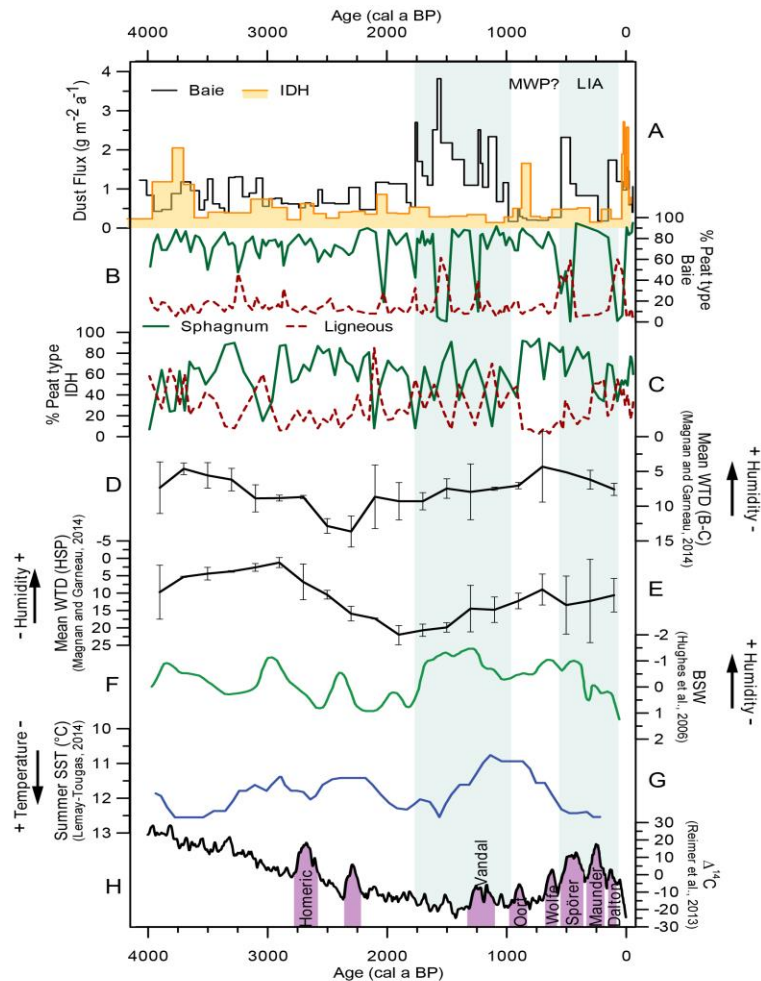 Age (cal a BP)
4000 3000 2000 1000 0
Baie IDH MWP? LIA
A
Dust Flux (g m⁻² a⁻¹)
4
3
2
1
0
B
% Peat type
Baie
100
80
60
40
20
0
Sphagnum Ligneous
C
% Peat type
IDH
100
80
60
40
20
0
D
Mean WTD (B-C)
(Magnan and Garneau, 2014)
0
5
10
15
+ Humidity -
E
- Humidity +
Mean WTD (HSP)
(Magnan and Garneau, 2014)
-5
0
5
10
15
20
25
F
BSW
(Hughes et al., 2006)
-2
-1
0
1
2
+ Humidity -
G
+ Temperature -
Summer SST (°C)
(Lemay-Tougas, 2014)
10
11
12
13
H
Δ¹⁴C
(Reimer et al., 2013)
30
20
10
0
-10
-20
-30
Homeric
Vandal
Oort
Wolfe
Spörer
Maunder
Dalton
4000 3000 2000 1000 0
Age (cal a BP)